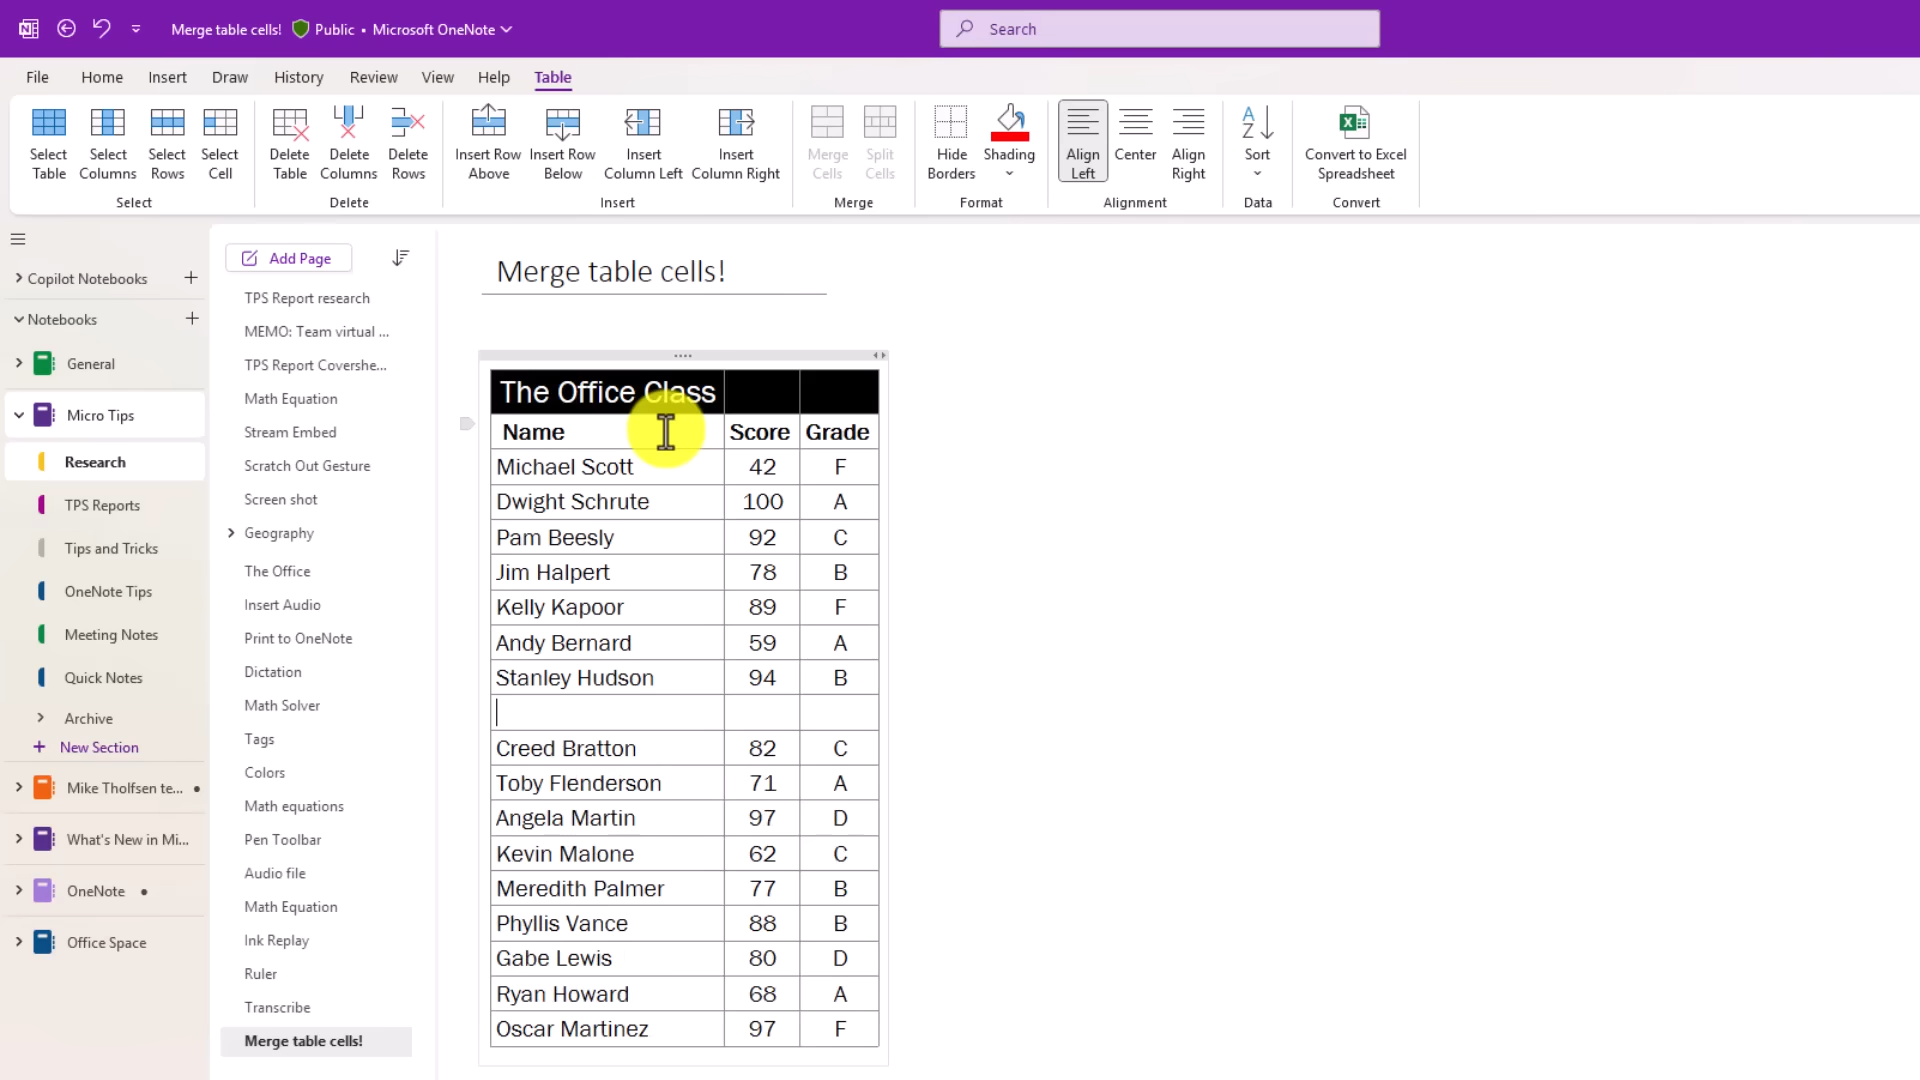 Merge table cells! Public • Microsoft OneNote
Search
File Home Insert Draw History Review View Help Table
Select Table
Select Columns
Select Rows
Select Cell
Select
Delete Table
Delete Columns
Delete Rows
Delete
Insert Row Above
Insert Row Below
Insert Column Left
Insert Column Right
Insert
Merge Cells
Split Cells
Merge
Hide Borders
Shading
Format
Align Left
Center
Align Right
Alignment
A Z Sort
Data
Convert to Excel Spreadsheet
Convert
Copilot Notebooks
Notebooks
General
Micro Tips
Research
TPS Reports
Tips and Tricks
OneNote Tips
Meeting Notes
Quick Notes
Archive
New Section
Mike Tholfsen te...
What's New in Mi...
OneNote
Office Space
Add Page
TPS Report research
MEMO: Team virtual ...
TPS Report Covershe...
Math Equation
Stream Embed
Scratch Out Gesture
Screen shot
Geography
The Office
Insert Audio
Print to OneNote
Dictation
Math Solver
Tags
Colors
Math equations
Pen Toolbar
Audio file
Math Equation
Ink Replay
Ruler
Transcribe
Merge table cells!
Merge table cells!
The Office Class
Name Score Grade
Michael Scott 42 F
Dwight Schrute 100 A
Pam Beesly 92 C
Jim Halpert 78 B
Kelly Kapoor 89 F
Andy Bernard 59 A
Stanley Hudson 94 B
Creed Bratton 82 C
Toby Flenderson 71 A
Angela Martin 97 D
Kevin Malone 62 C
Meredith Palmer 77 B
Phyllis Vance 88 B
Gabe Lewis 80 D
Ryan Howard 68 A
Oscar Martinez 97 F